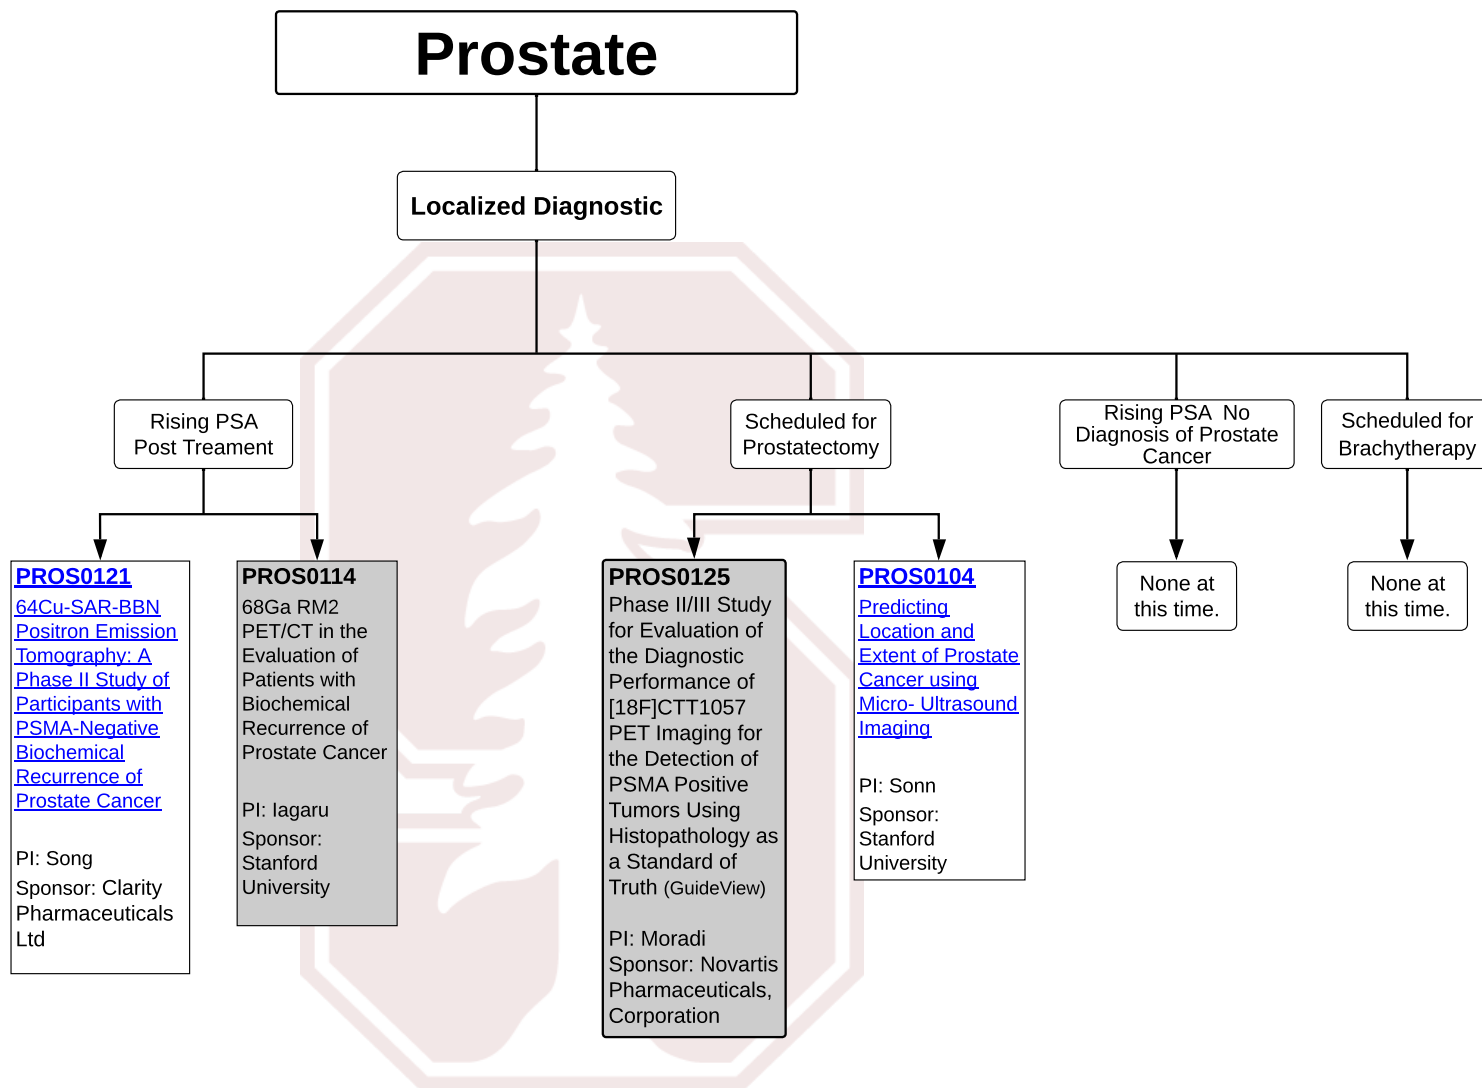 Prostate
Localized Diagnostic
Rising PSA
Post Treament
Scheduled for
Prostatectomy
Rising PSA  No
Diagnosis of Prostate
Cancer
Scheduled for
Brachytherapy
PROS0121
64Cu-SAR-BBN
Positron Emission
Tomography: A
Phase II Study of
Participants with
PSMA-Negative
Biochemical
Recurrence of
Prostate Cancer
PI: Song
Sponsor: Clarity
Pharmaceuticals
Ltd
PROS0114
68Ga RM2
PET/CT in the
Evaluation of
Patients with
Biochemical
Recurrence of
Prostate Cancer
PI: Iagaru
Sponsor:
Stanford
University
PROS0125
Phase II/III Study
for Evaluation of
the Diagnostic
Performance of
[18F]CTT1057
PET Imaging for
the Detection of
PSMA Positive
Tumors Using
Histopathology as
a Standard of
Truth (GuideView)
PI: Moradi
Sponsor: Novartis
Pharmaceuticals,
Corporation
PROS0104
Predicting
Location and
Extent of Prostate
Cancer using
Micro- Ultrasound
Imaging
PI: Sonn
Sponsor:
Stanford
University
None at
this time.
None at
this time.